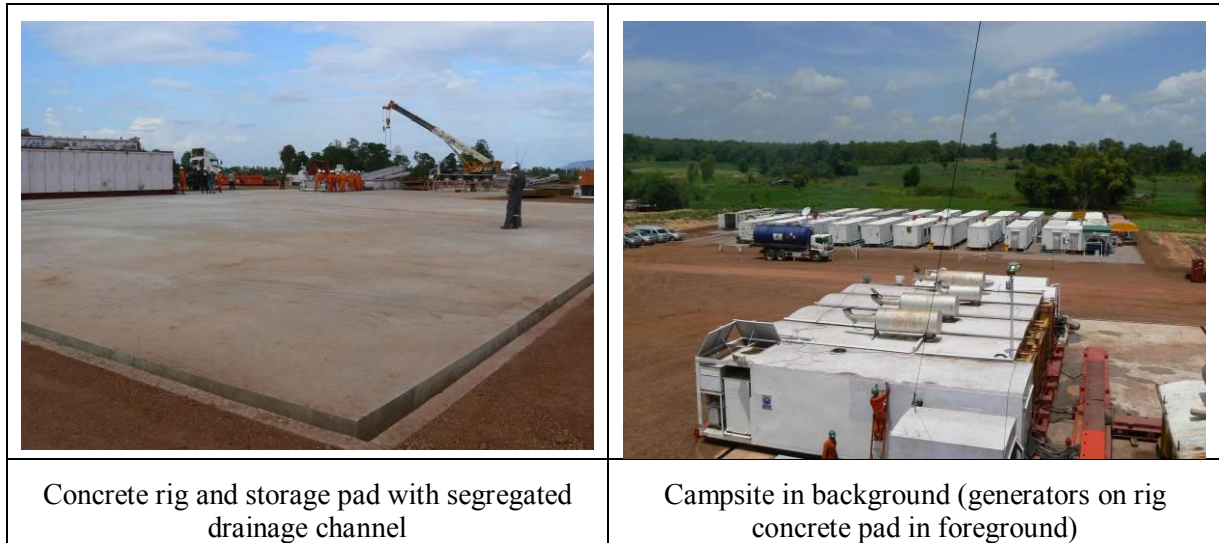 Concrete rig and storage pad with segregated
drainage channel
Campsite in background (generators on rig
concrete pad in foreground)